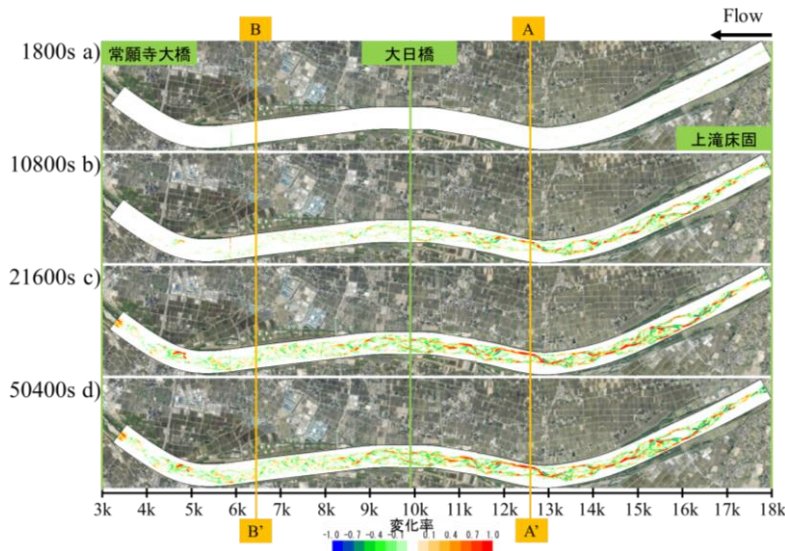 B
A
Flow
1800s a)
常願寺大橋
大日橋
上滝床固
10800s b)
21600s c)
50400s d)
3k 4k 5k 6k 7k 8k 9k 10k 11k 12k 13k 14k 15k 16k 17k 18k
B’
変化率
A’
-1.0 -0.7 -0.4 -0.1 0.1 0.4 0.7 1.0